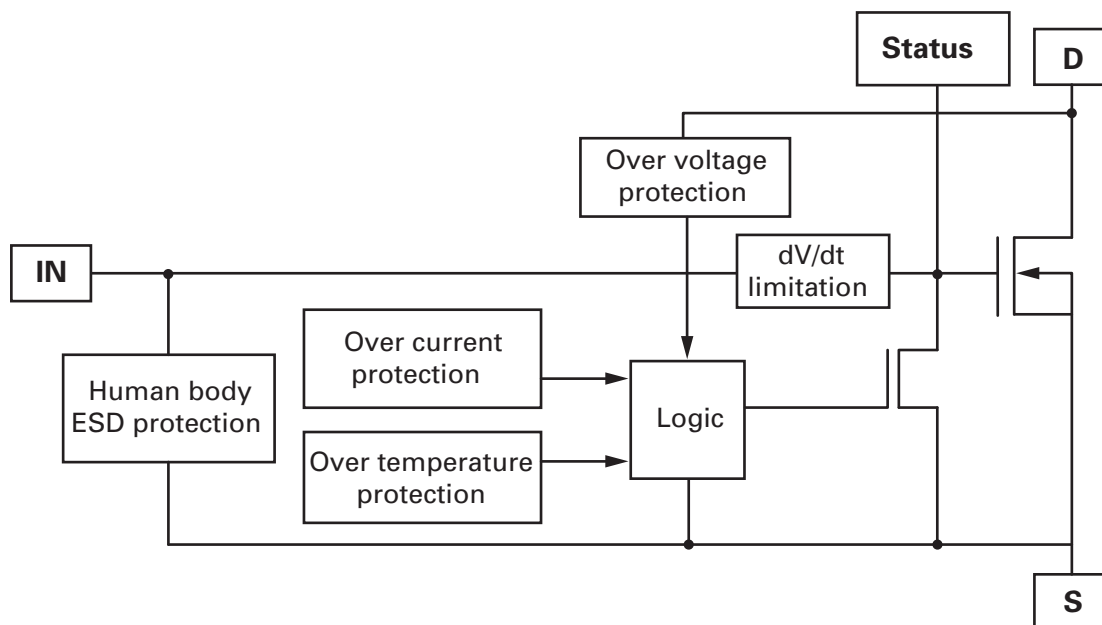 Status
D
Over voltage
protection
IN
dV/dt
limitation
Over current
protection
Human body
ESD protection
Logic
Over temperature
protection
S